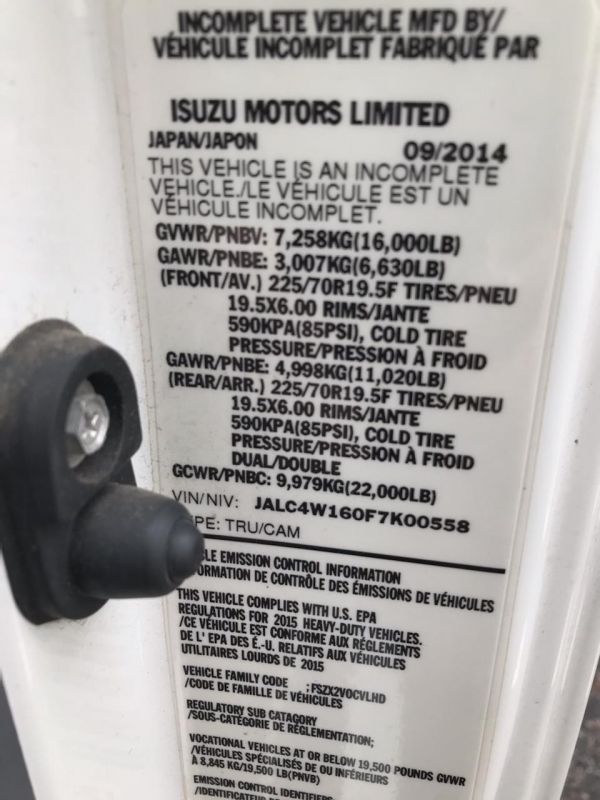 INCOMPLETE VEHICLE MFD BY/
VÉHICULE INCOMPLET FABRIQUÉ PAR
ISUZU MOTORS LIMITED
JAPAN/JAPON 09/2014
THIS VEHICLE IS AN INCOMPLETE
VEHICLE./LE VÉHICULE EST UN
VÉHICULE INCOMPLET.
GVWR/PNBV: 7,258KG(16,000LB)
GAWR/PNBE: 3,007KG(6,630LB)
(FRONT/AV.) 225/70R19.5F TIRES/PNEU
19.5X6.00 RIMS/JANTE
590KPA(85PSI), COLD TIRE
PRESSURE/PRESSION À FROID
GAWR/PNBE: 4,998KG(11,020LB)
(REAR/ARR.) 225/70R19.5F TIRES/PNEU
19.5X6.00 RIMS/JANTE
590KPA(85PSI), COLD TIRE
PRESSURE/PRESSION À FROID
DUAL/DOUBLE
GCWR/PNBC: 9,979KG(22,000LB)
VIN/NIV: JALC4W160F7K00558
PE: TRU/CAM
LE EMISSION CONTROL INFORMATION
ORMATION DE CONTRÔLE DES ÉMISSIONS DE VÉHICULES
THIS VEHICLE COMPLIES WITH U.S. EPA
REGULATIONS FOR 2015 HEAVY-DUTY VEHICLES.
/CE VÉHICULE EST CONFORME AUX RÉGLEMENTS
DE L' EPA DES É.-U. RELATIFS AUX VÉHICULES
UTILITAIRES LOURDS DE 2015
VEHICLE FAMILY CODE ;FSZX2VOCVLHD
/CODE DE FAMILLE DE VÉHICULES
REGULATORY SUB CATAGORY
/SOUS-CATÉGORIE DE RÉGLEMENTATION;
VOCATIONAL VEHICLES AT OR BELOW 19,500 POUNDS GVWR
/VÉHICULES SPÉCIALISÉS DE OU INFÉRIEURS
À 8,845 KG/19,500 LB(PNVB)
EMISSION CONTROL IDENTIFIERS
/IDENTIFICATEUR